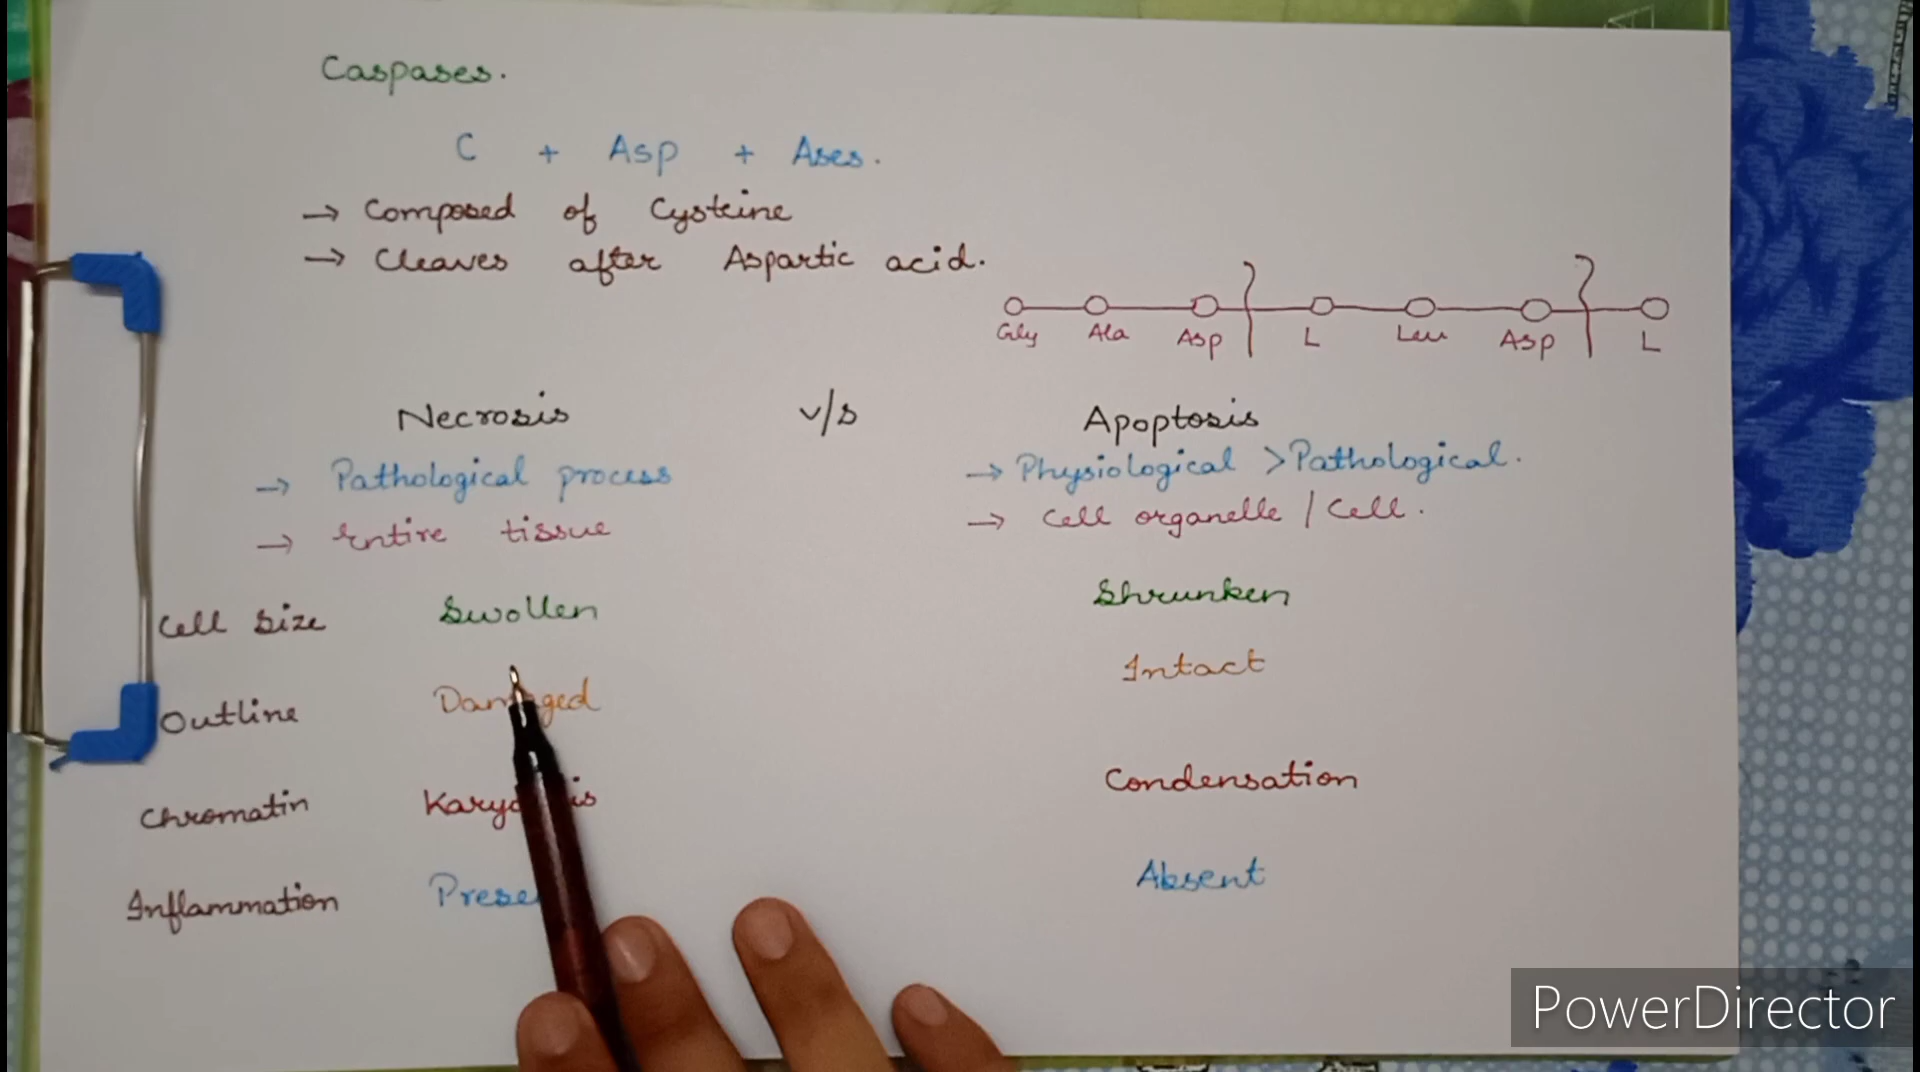 Caspases.
C + Asp + Ases.
→ Composed of Cysteine
→ Cleaves after Aspartic acid.
Gly Ala Asp L Leu Asp L
Necrosis v/s Apoptosis
→ Pathological process → Physiological > Pathological.
→ Entire tissue → Cell organelle / Cell.
Cell Size Swollen Shrunken
Outline Intact
Chromatin Condensation
Inflammation Absent
PowerDirector